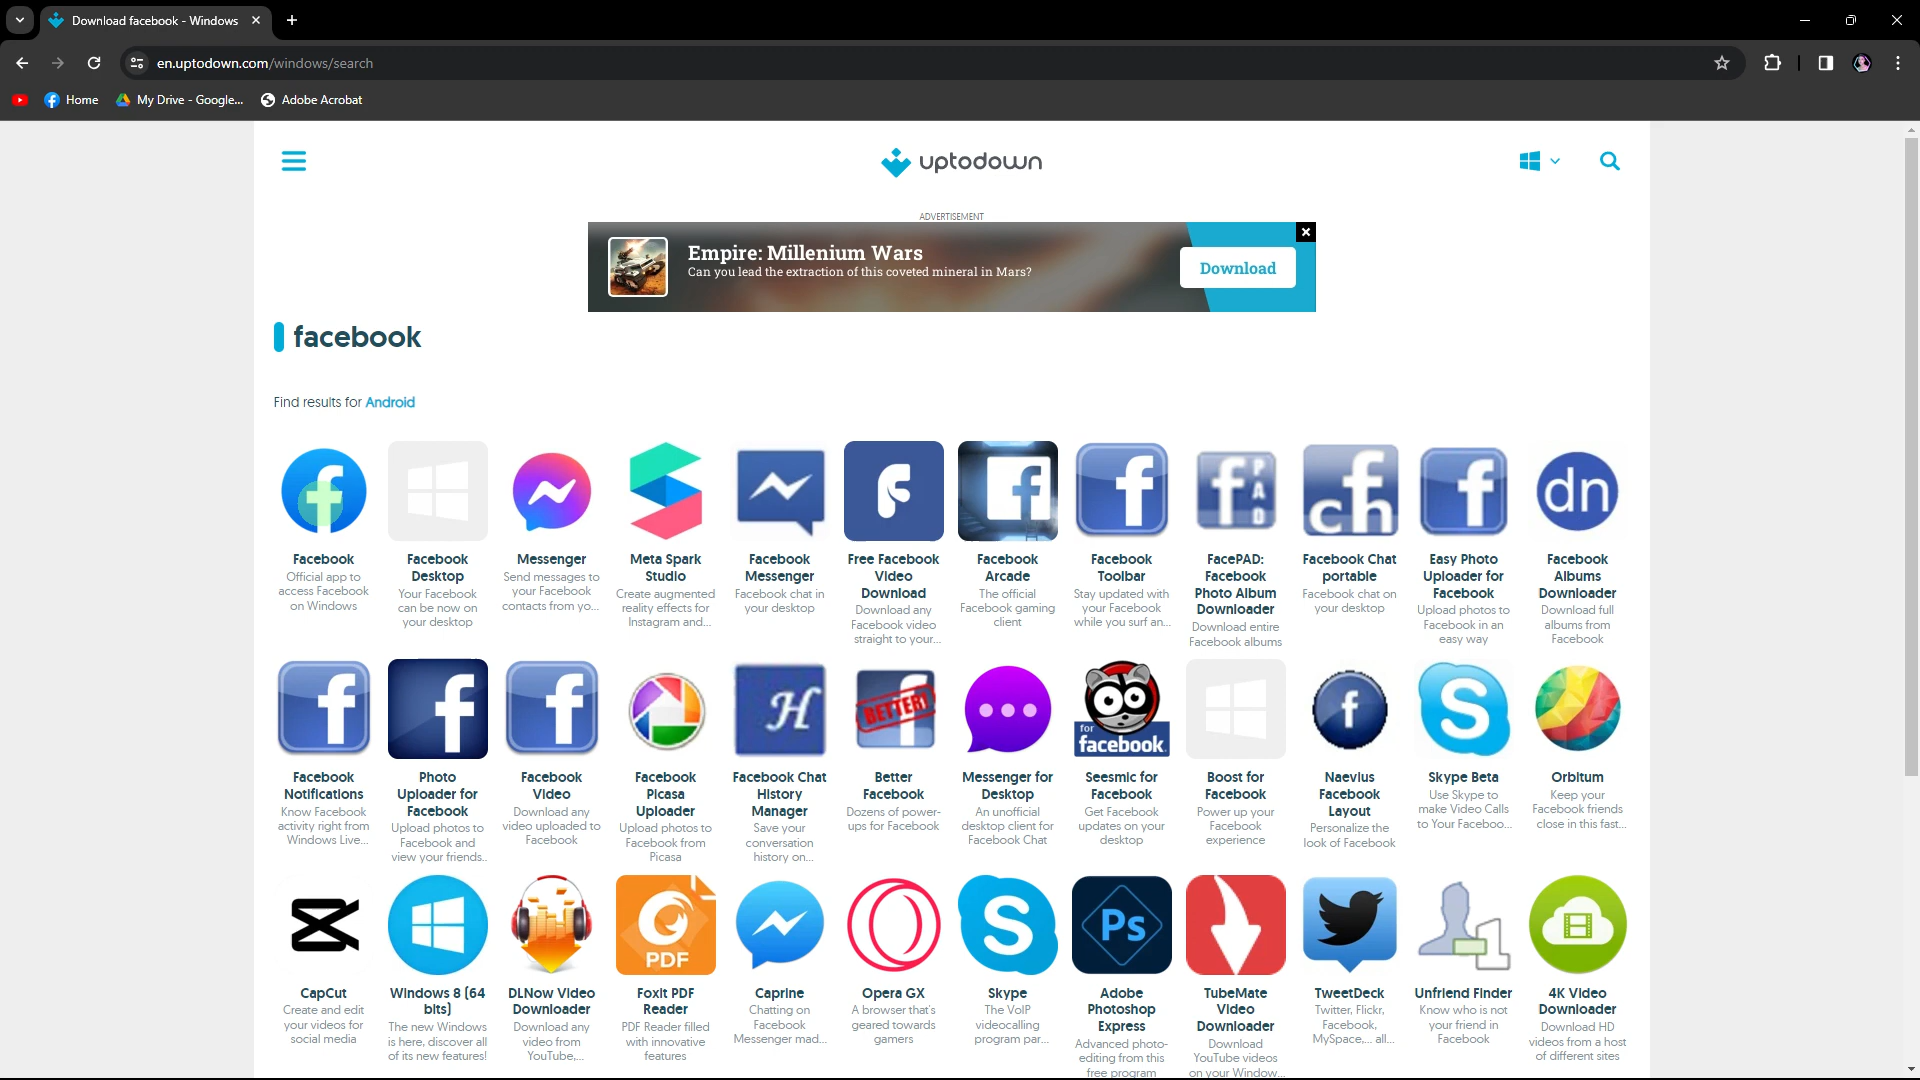 Download facebook - Windows
en.uptodown.com/windows/search
Home
My Drive - Google...
Adobe Acrobat
uptodown
ADVERTISEMENT
Empire: Millenium Wars
Can you lead the extraction of this coveted mineral in Mars?
Download
facebook
Find results for Android
Facebook
Official app to
access Facebook
on Windows
Facebook
Desktop
Your Facebook
can be now on
your desktop
Messenger
Send messages to
your Facebook
contacts from yo...
Meta Spark
Studio
Create augmented
reality effects for
Instagram and...
Facebook
Messenger
Facebook chat in
your desktop
Free Facebook
Video
Download
Download any
Facebook video
straight to your...
Facebook
Arcade
The official
Facebook gaming
client
Facebook
Toolbar
Stay updated with
your Facebook
while you surf an...
f PAD
FacePAD:
Facebook
Photo Album
Downloader
Download entire
Facebook albums
f ch
Facebook Chat
portable
Facebook chat on
your desktop
Easy Photo
Uploader for
Facebook
Upload photos to
Facebook in an
easy way
dn
Facebook
Albums
Downloader
Download full
albums from
Facebook
Facebook
Notifications
Know Facebook
activity right from
Windows Live...
Photo
Uploader for
Facebook
Upload photos to
Facebook and
view your friends..
Facebook
Video
Download any
video uploaded to
Facebook
Facebook
Picasa
Uploader
Upload photos to
Facebook from
Picasa
H
Facebook Chat
History
Manager
Save your
conversation
history on...
BETTER!
Better
Facebook
Dozens of power-
ups for Facebook
Messenger for
Desktop
An unofficial
desktop client for
Facebook Chat
for
facebook.
Seesmic for
Facebook
Get Facebook
updates on your
desktop
Boost for
Facebook
Power up your
Facebook
experience
Naevius
Facebook
Layout
Personalize the
look of Facebook
S
Skype Beta
Use Skype to
make Video Calls
to Your Faceboo...
Orbitum
Keep your
Facebook friends
close in this fast...
CapCut
Create and edit
your videos for
social media
Windows 8 (64
bits)
The new Windows
is here, discover all
of its new features!
DLNow Video
Downloader
Download any
video from
YouTube,...
PDF
Foxit PDF
Reader
PDF Reader filled
with innovative
features
Caprine
Chatting on
Facebook
Messenger mad...
Opera GX
A browser that's
geared towards
gamers
S
Skype
The VoIP
videocalling
program par...
Ps
Adobe
Photoshop
Express
Advanced photo-
editing from this
free program
TubeMate
Video
Downloader
Download
YouTube videos
on your Window...
TweetDeck
Twitter, Flickr,
Facebook,
MySpace,... all...
Unfriend Finder
Know who is not
your friend in
Facebook
4K Video
Downloader
Download HD
videos from a host
of different sites